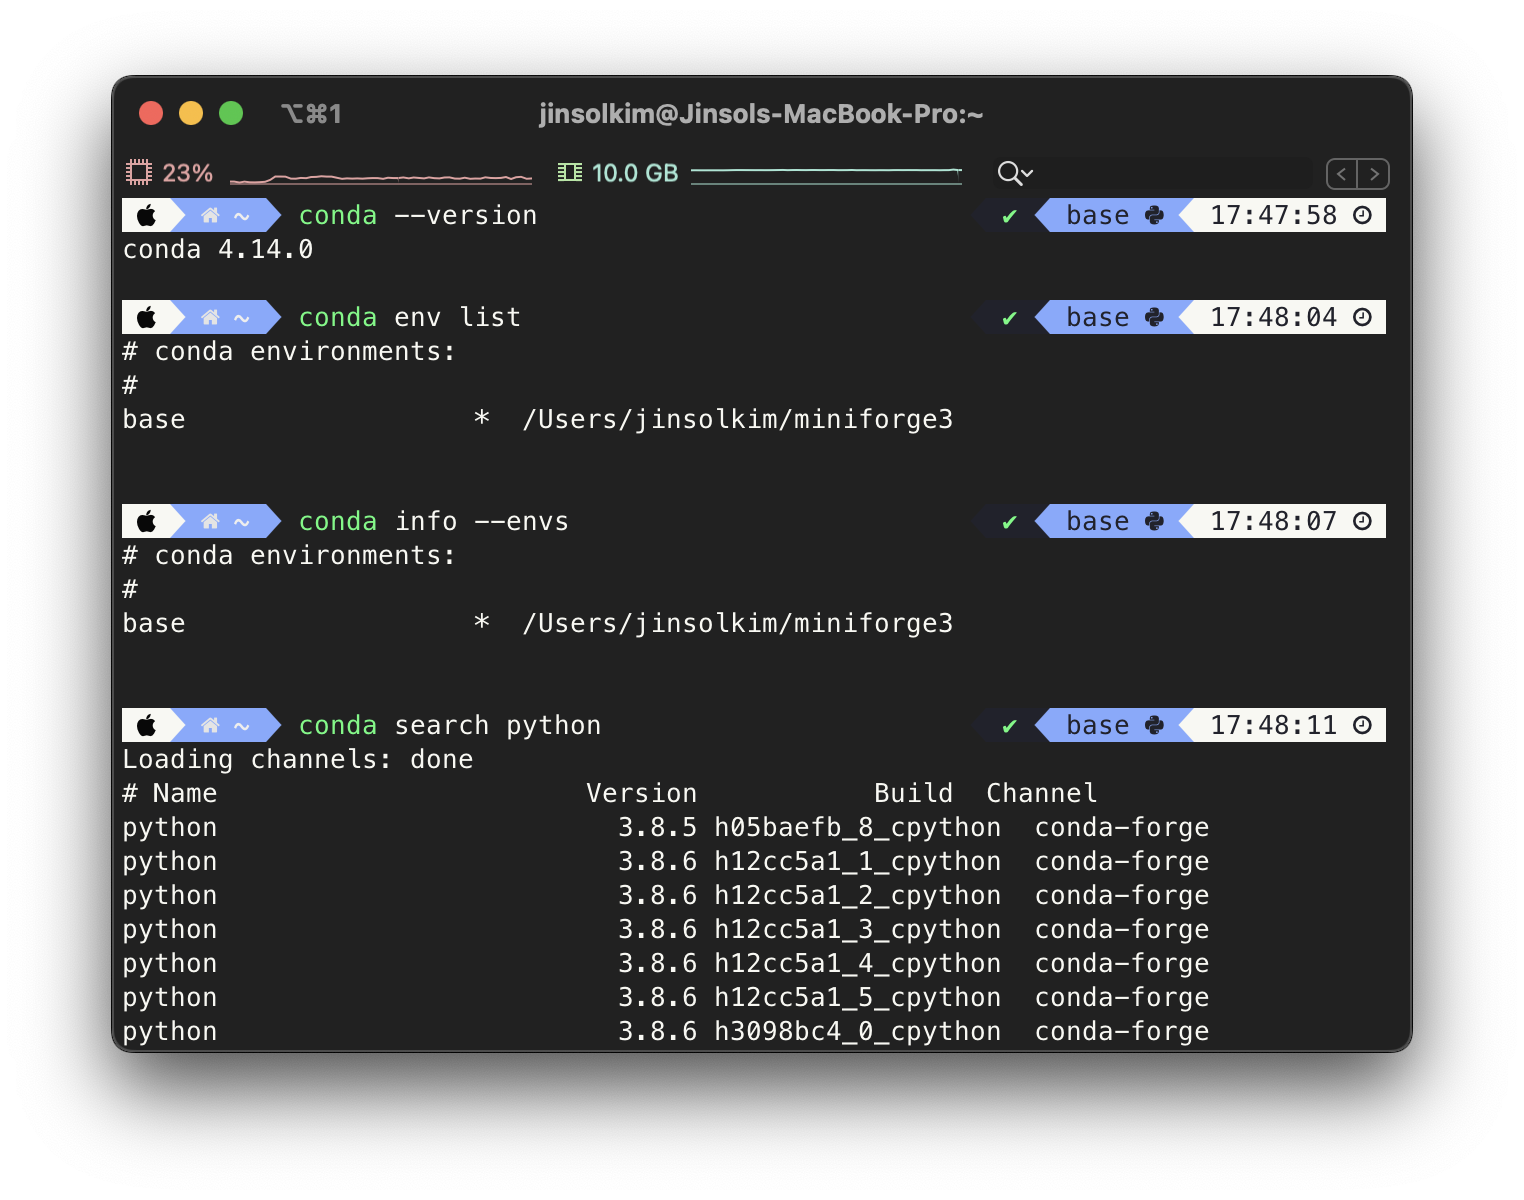 ⌥⌘1 jinsolkim@Jinsols-MacBook-Pro:~
23% 10.0 GB
~ conda --version ✔ base 17:47:58
conda 4.14.0
~ conda env list ✔ base 17:48:04
# conda environments:
#
base * /Users/jinsolkim/miniforge3
~ conda info --envs ✔ base 17:48:07
# conda environments:
#
base * /Users/jinsolkim/miniforge3
~ conda search python ✔ base 17:48:11
Loading channels: done
# Name Version Build Channel
python 3.8.5 h05baefb_8_cpython conda-forge
python 3.8.6 h12cc5a1_1_cpython conda-forge
python 3.8.6 h12cc5a1_2_cpython conda-forge
python 3.8.6 h12cc5a1_3_cpython conda-forge
python 3.8.6 h12cc5a1_4_cpython conda-forge
python 3.8.6 h12cc5a1_5_cpython conda-forge
python 3.8.6 h3098bc4_0_cpython conda-forge